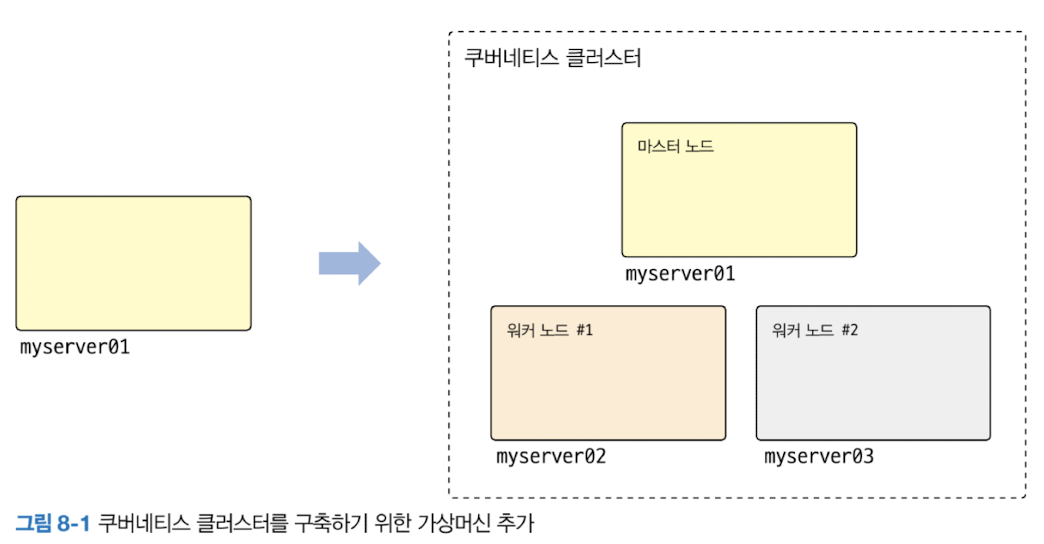 쿠버네티스 클러스터
마스터 노드
myserver01
myserver01
워커 노드 #1
워커 노드 #2
myserver02
myserver03
그림 8-1 쿠버네티스 클러스터를 구축하기 위한 가상머신 추가